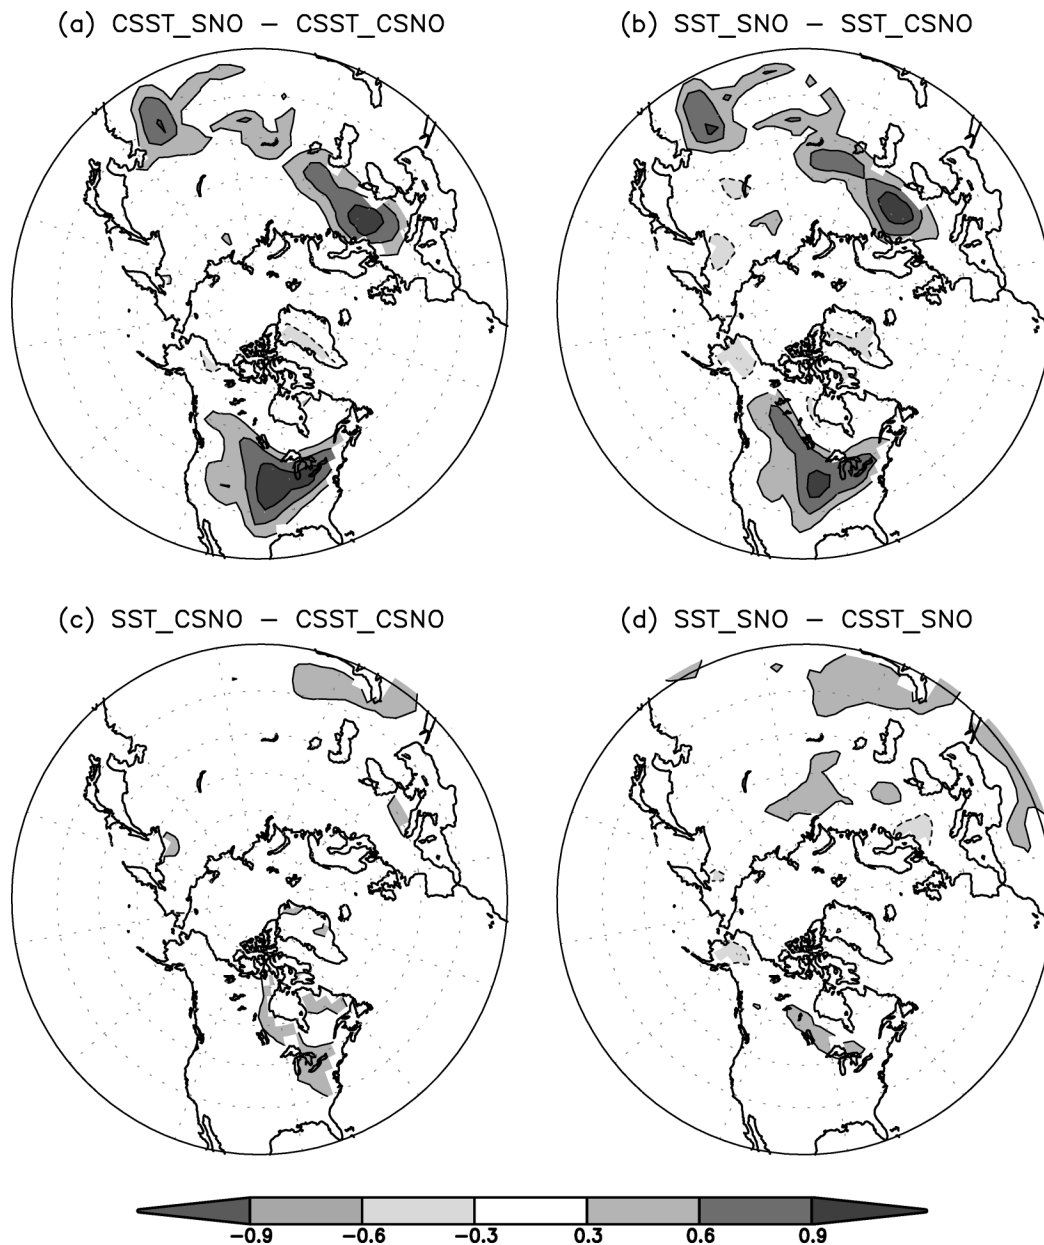 (a) CSST_SNO − CSST_CSNO
(b) SST_SNO − SST_CSNO
(c) SST_CSNO − CSST_CSNO
(d) SST_SNO − CSST_SNO
−0.9 −0.6 −0.3 0.3 0.6 0.9